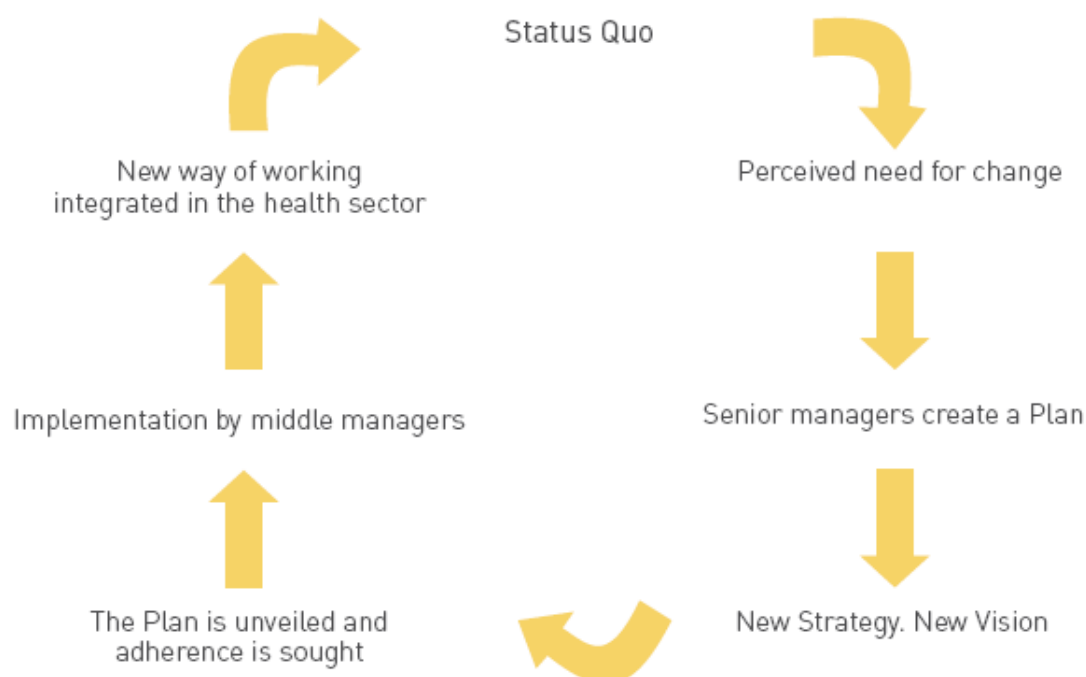 Status Quo
Perceived need for change
Senior managers create a Plan
New Strategy. New Vision
The Plan is unveiled and
adherence is sought
Implementation by middle managers
New way of working
integrated in the health sector